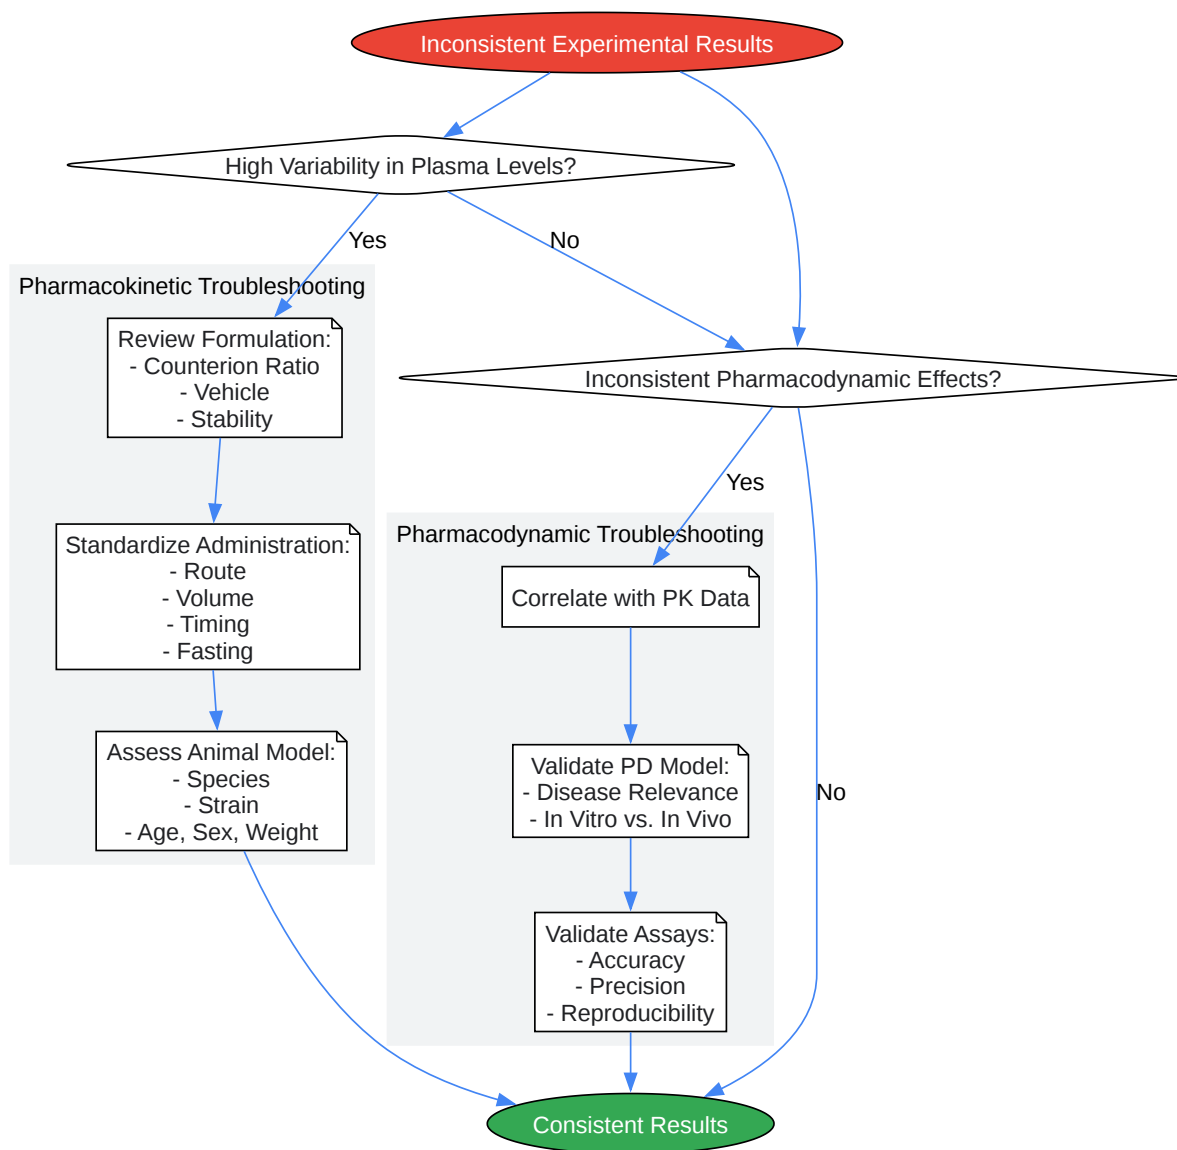 Inconsistent Experimental Results
High Variability in Plasma Levels?
Yes
No
Pharmacokinetic Troubleshooting
Review Formulation:
- Counterion Ratio
- Vehicle
- Stability
Inconsistent Pharmacodynamic Effects?
Yes
Standardize Administration:
- Route
- Volume
- Timing
- Fasting
Pharmacodynamic Troubleshooting
Correlate with PK Data
Assess Animal Model:
- Species
- Strain
- Age, Sex, Weight
Validate PD Model:
- Disease Relevance
- In Vitro vs. In Vivo
No
Validate Assays:
- Accuracy
- Precision
- Reproducibility
Consistent Results